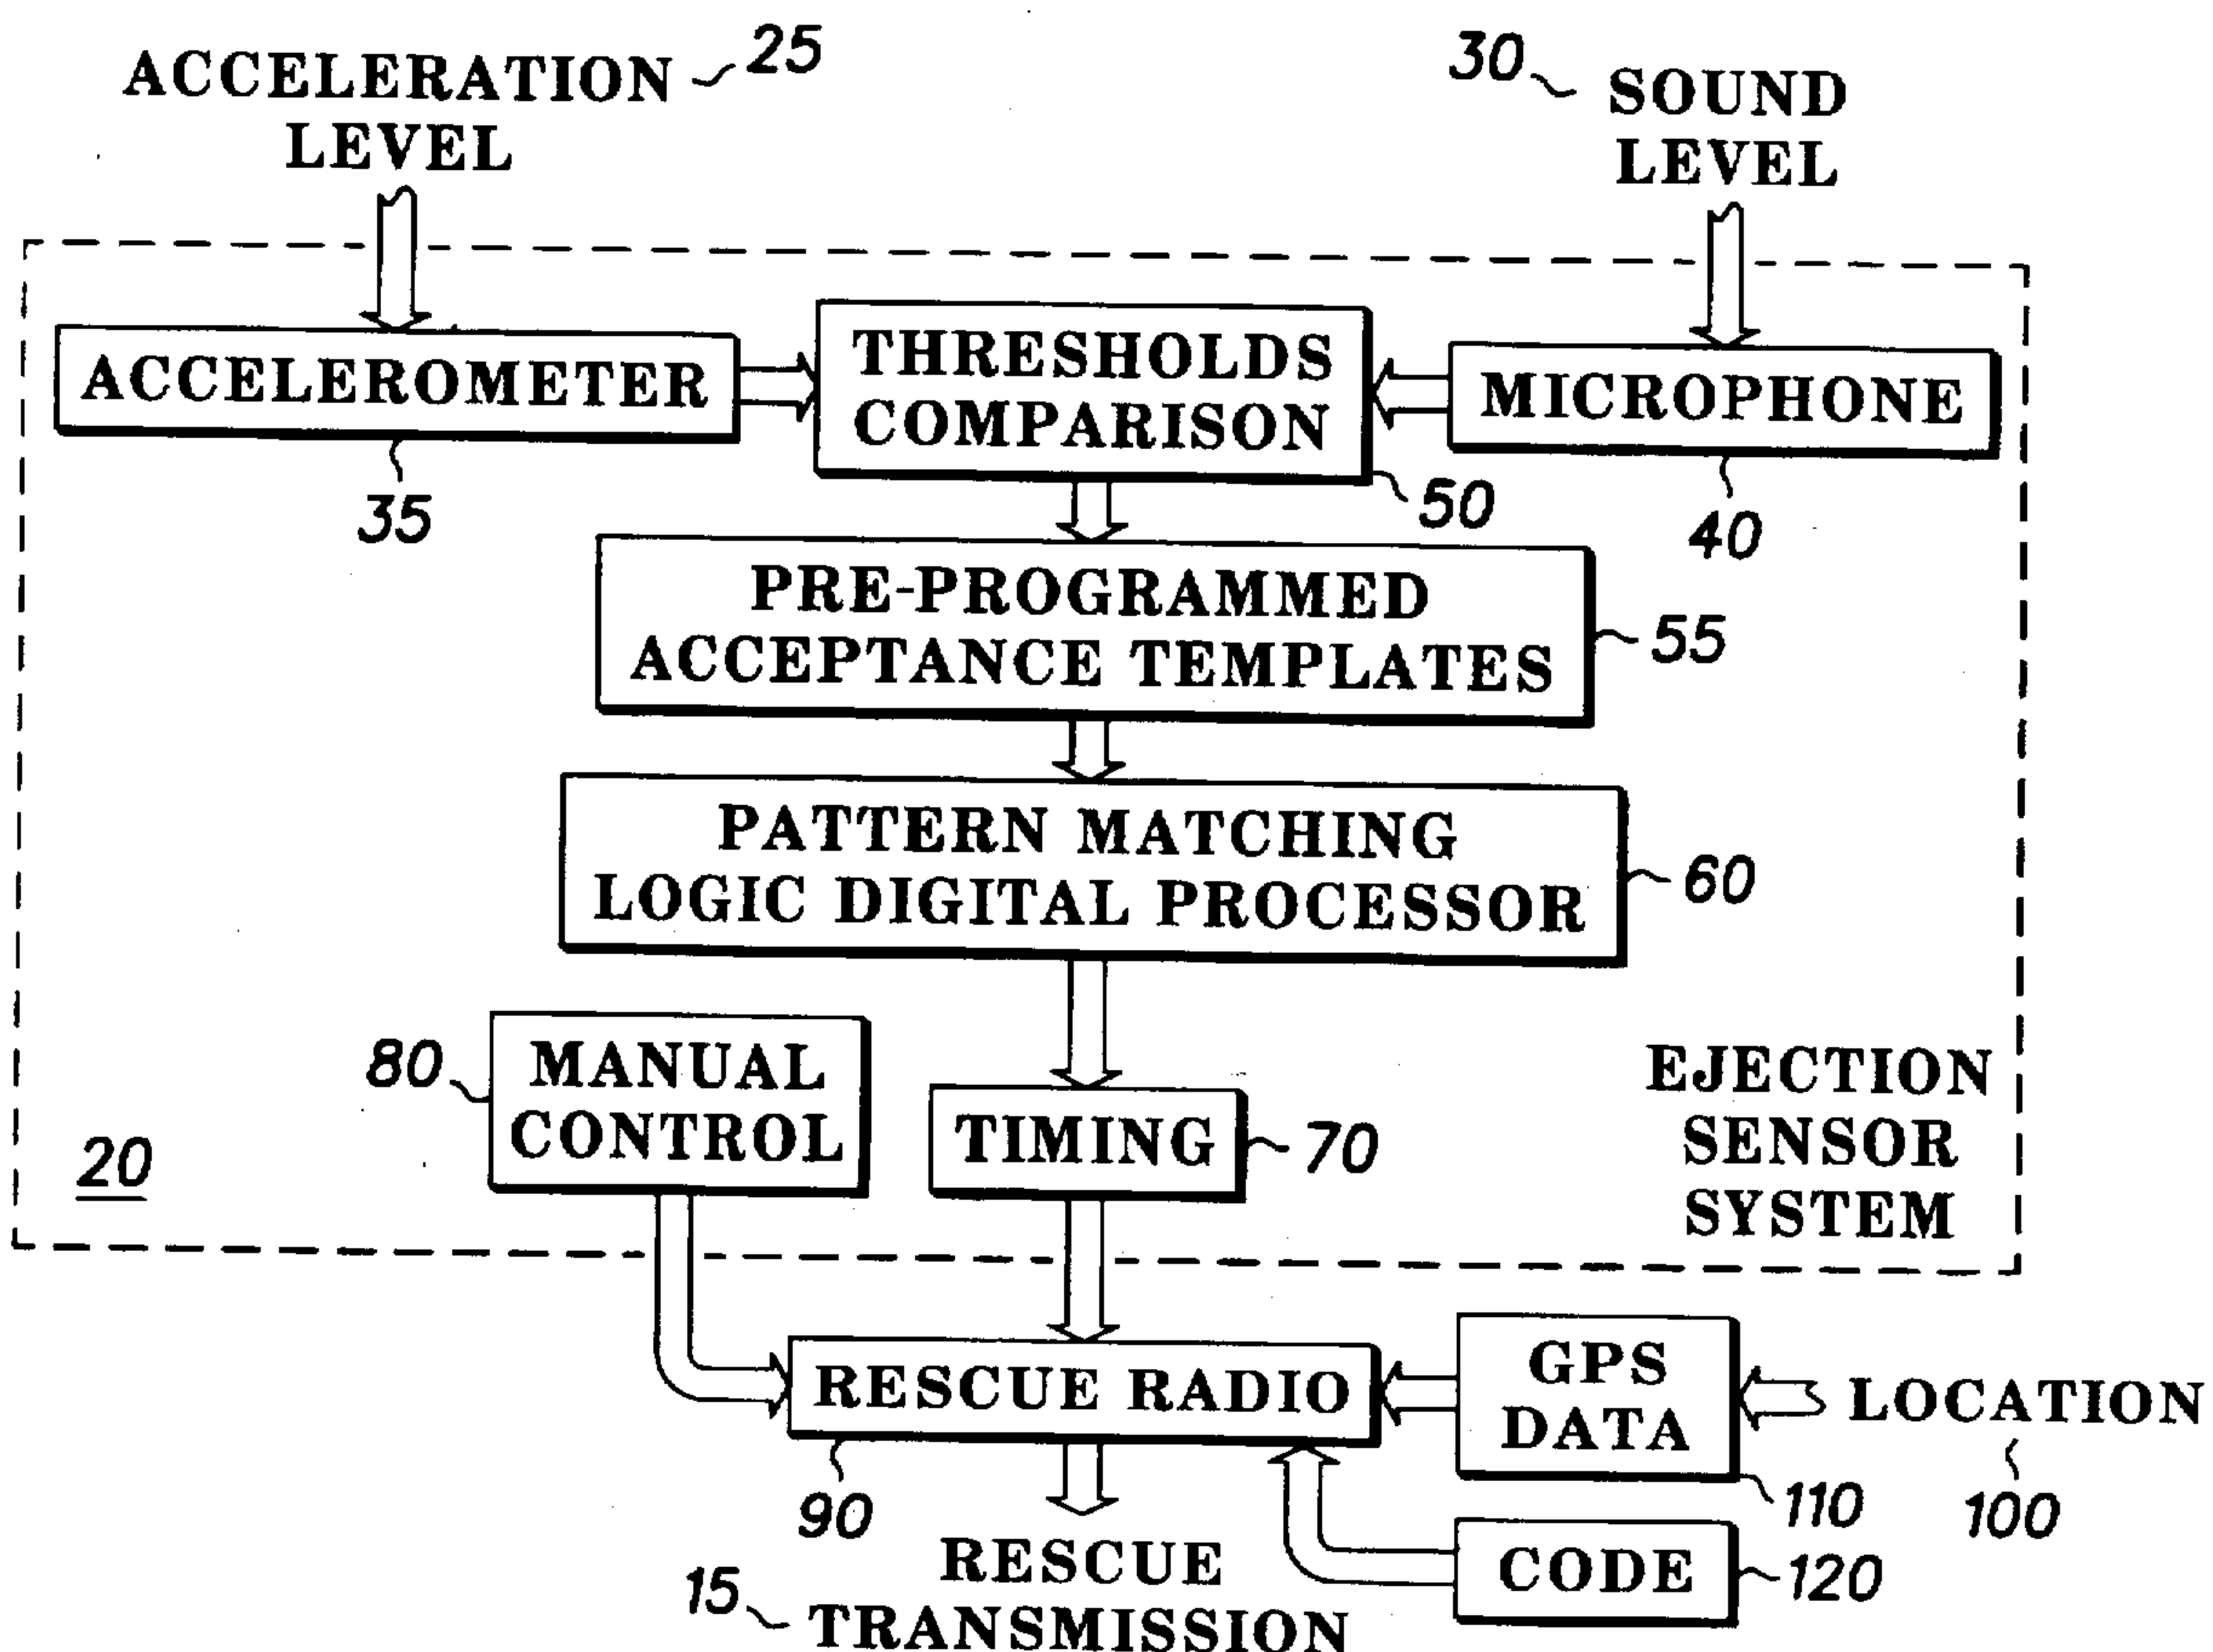 ACCELERATION 25
LEVEL
30 SOUND
LEVEL
ACCELEROMETER
35
THRESHOLDS
COMPARISON
50
MICROPHONE
40
PRE-PROGRAMMED
ACCEPTANCE TEMPLATES
55
PATTERN MATCHING
LOGIC DIGITAL PROCESSOR
60
80
MANUAL
CONTROL
TIMING
70
20
EJECTION
SENSOR
SYSTEM
RESCUE RADIO
90
GPS
DATA
110
LOCATION
100
CODE
120
15
RESCUE
TRANSMISSION